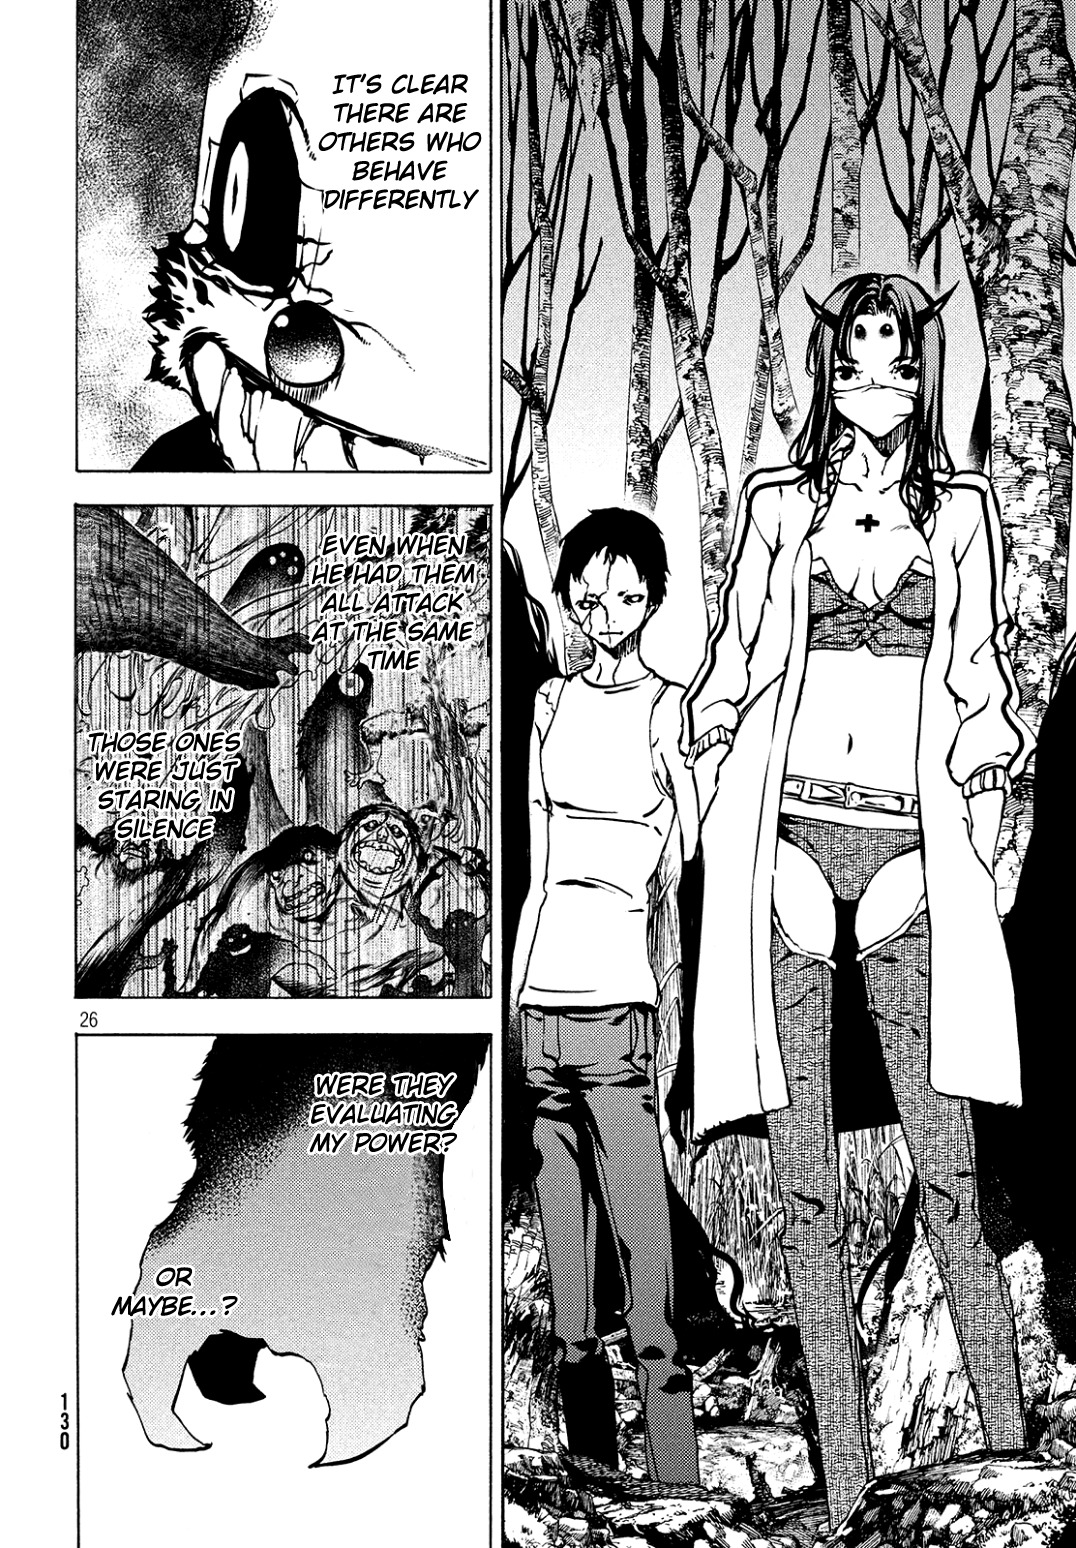 IT'S CLEAR
THERE ARE
OTHERS WHO
BEHAVE
DIFFERENTLY
EVEN WHEN
HE HAD THEM
ALL ATTACK
AT THE SAME
TIME
THOSE ONES
WERE JUST
STARING IN
SILENCE
26
WERE THEY
EVALUATING
MY POWER?
OR
MAYBE...?
130